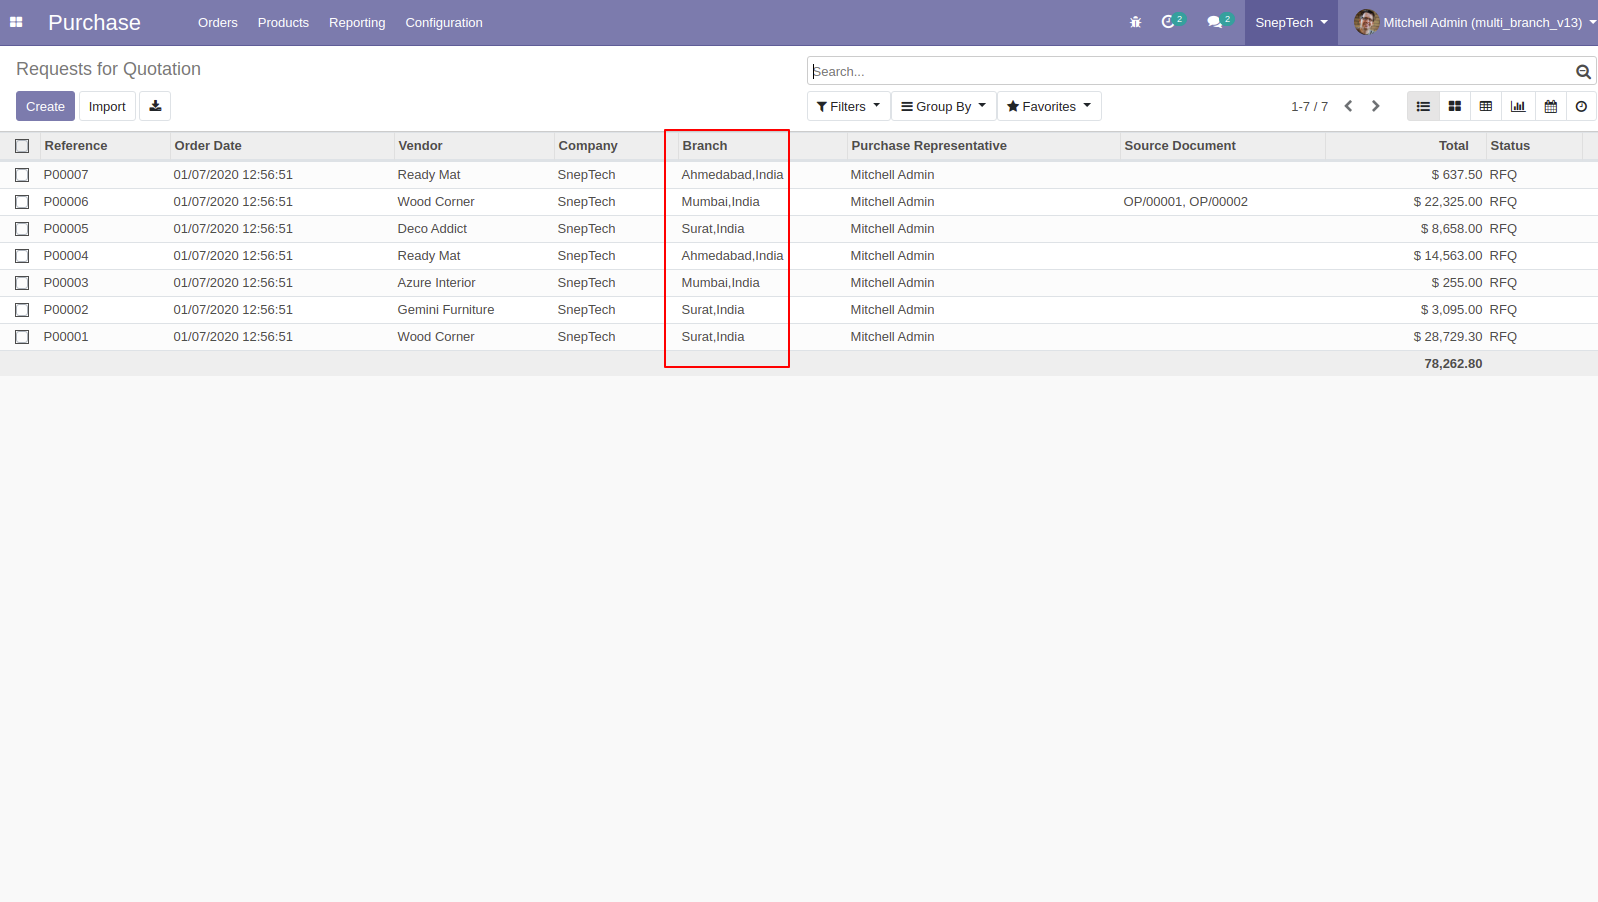 Purchase Orders Products Reporting Configuration 2 2 SnepTech Mitchell Admin (multi_branch_v13)
Requests for Quotation Search...
Create Import Filters Group By Favorites 1-7 / 7
Reference Order Date Vendor Company Branch Purchase Representative Source Document Total Status
P00007 01/07/2020 12:56:51 Ready Mat SnepTech Ahmedabad,India Mitchell Admin $ 637.50 RFQ
P00006 01/07/2020 12:56:51 Wood Corner SnepTech Mumbai,India Mitchell Admin OP/00001, OP/00002 $ 22,325.00 RFQ
P00005 01/07/2020 12:56:51 Deco Addict SnepTech Surat,India Mitchell Admin $ 8,658.00 RFQ
P00004 01/07/2020 12:56:51 Ready Mat SnepTech Ahmedabad,India Mitchell Admin $ 14,563.00 RFQ
P00003 01/07/2020 12:56:51 Azure Interior SnepTech Mumbai,India Mitchell Admin $ 255.00 RFQ
P00002 01/07/2020 12:56:51 Gemini Furniture SnepTech Surat,India Mitchell Admin $ 3,095.00 RFQ
P00001 01/07/2020 12:56:51 Wood Corner SnepTech Surat,India Mitchell Admin $ 28,729.30 RFQ
78,262.80